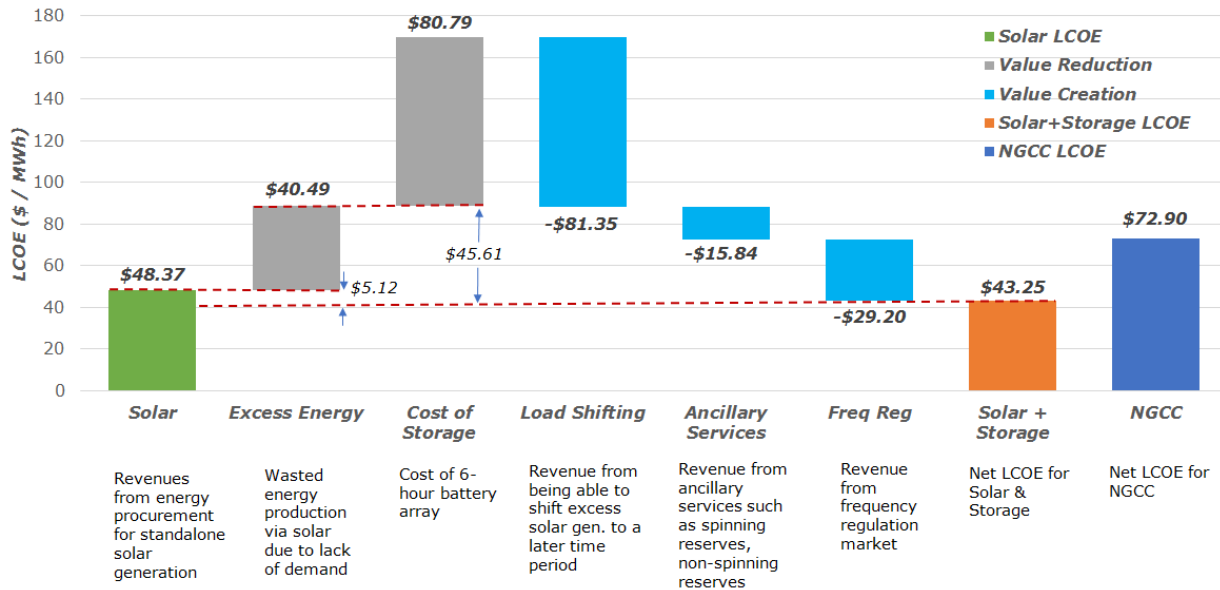 180
160
140
120
100
80
60
40
20
0
LCOE ($ / MWh)
$48.37
$40.49
$5.12
$80.79
$45.61
-$81.35
-$15.84
-$29.20
$43.25
$72.90
Solar LCOE
Value Reduction
Value Creation
Solar+Storage LCOE
NGCC LCOE
Solar
Excess Energy
Cost of
Storage
Load Shifting
Ancillary
Services
Freq Reg
Solar +
Storage
NGCC
Revenues
from energy
procurement
for standalone
solar
generation
Wasted
energy
production
via solar
due to lack
of demand
Cost of 6-
hour battery
array
Revenue from
being able to
shift excess
solar gen. to a
later time
period
Revenue from
ancillary
services such
as spinning
reserves,
non-spinning
reserves
Revenue
from
frequency
regulation
market
Net LCOE for
Solar &
Storage
Net LCOE for
NGCC